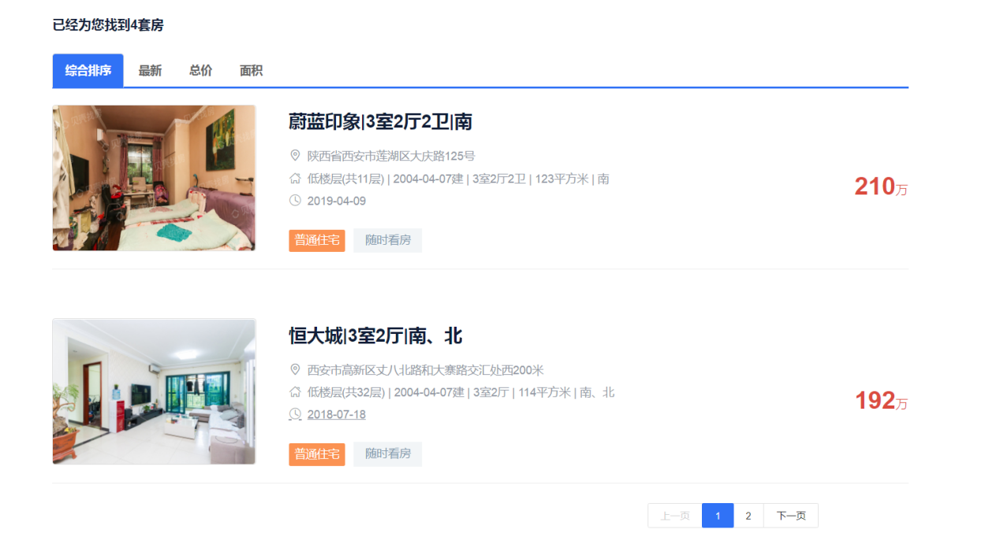 已经为您找到4套房
综合排序 最新 总价 面积
蔚蓝印象|3室2厅2卫|南
陕西省西安市莲湖区大庆路125号
低楼层(共11层) | 2004-04-07建 | 3室2厅2卫 | 123平方米 | 南
210万
2019-04-09
普通住宅 随时看房
恒大城|3室2厅|南、北
西安市高新区丈八北路和大寨路交汇处西200米
低楼层(共32层) | 2004-04-07建 | 3室2厅 | 114平方米 | 南、北
192万
2018-07-18
普通住宅 随时看房
上一页 1 2 下一页